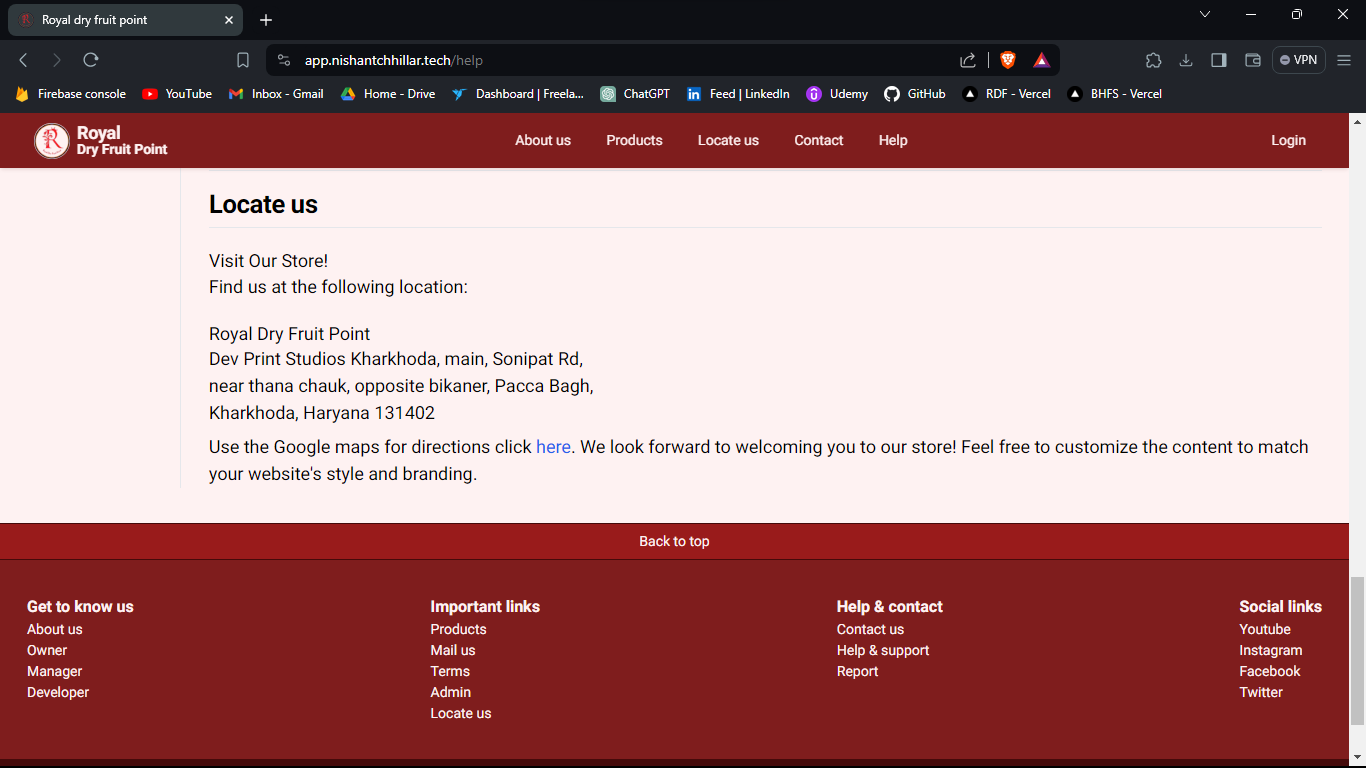 Royal dry fruit point
app.nishantchhillar.tech/help
VPN
Firebase console
YouTube
Inbox - Gmail
Home - Drive
Dashboard | Freela...
ChatGPT
Feed | LinkedIn
Udemy
GitHub
RDF - Vercel
BHFS - Vercel
Royal
Dry Fruit Point
About us
Products
Locate us
Contact
Help
Login
Locate us
Visit Our Store!
Find us at the following location:
Royal Dry Fruit Point
Dev Print Studios Kharkhoda, main, Sonipat Rd,
near thana chauk, opposite bikaner, Pacca Bagh,
Kharkhoda, Haryana 131402
Use the Google maps for directions click here. We look forward to welcoming you to our store! Feel free to customize the content to match
your website's style and branding.
Back to top
Get to know us
About us
Owner
Manager
Developer
Important links
Products
Mail us
Terms
Admin
Locate us
Help & contact
Contact us
Help & support
Report
Social links
Youtube
Instagram
Facebook
Twitter